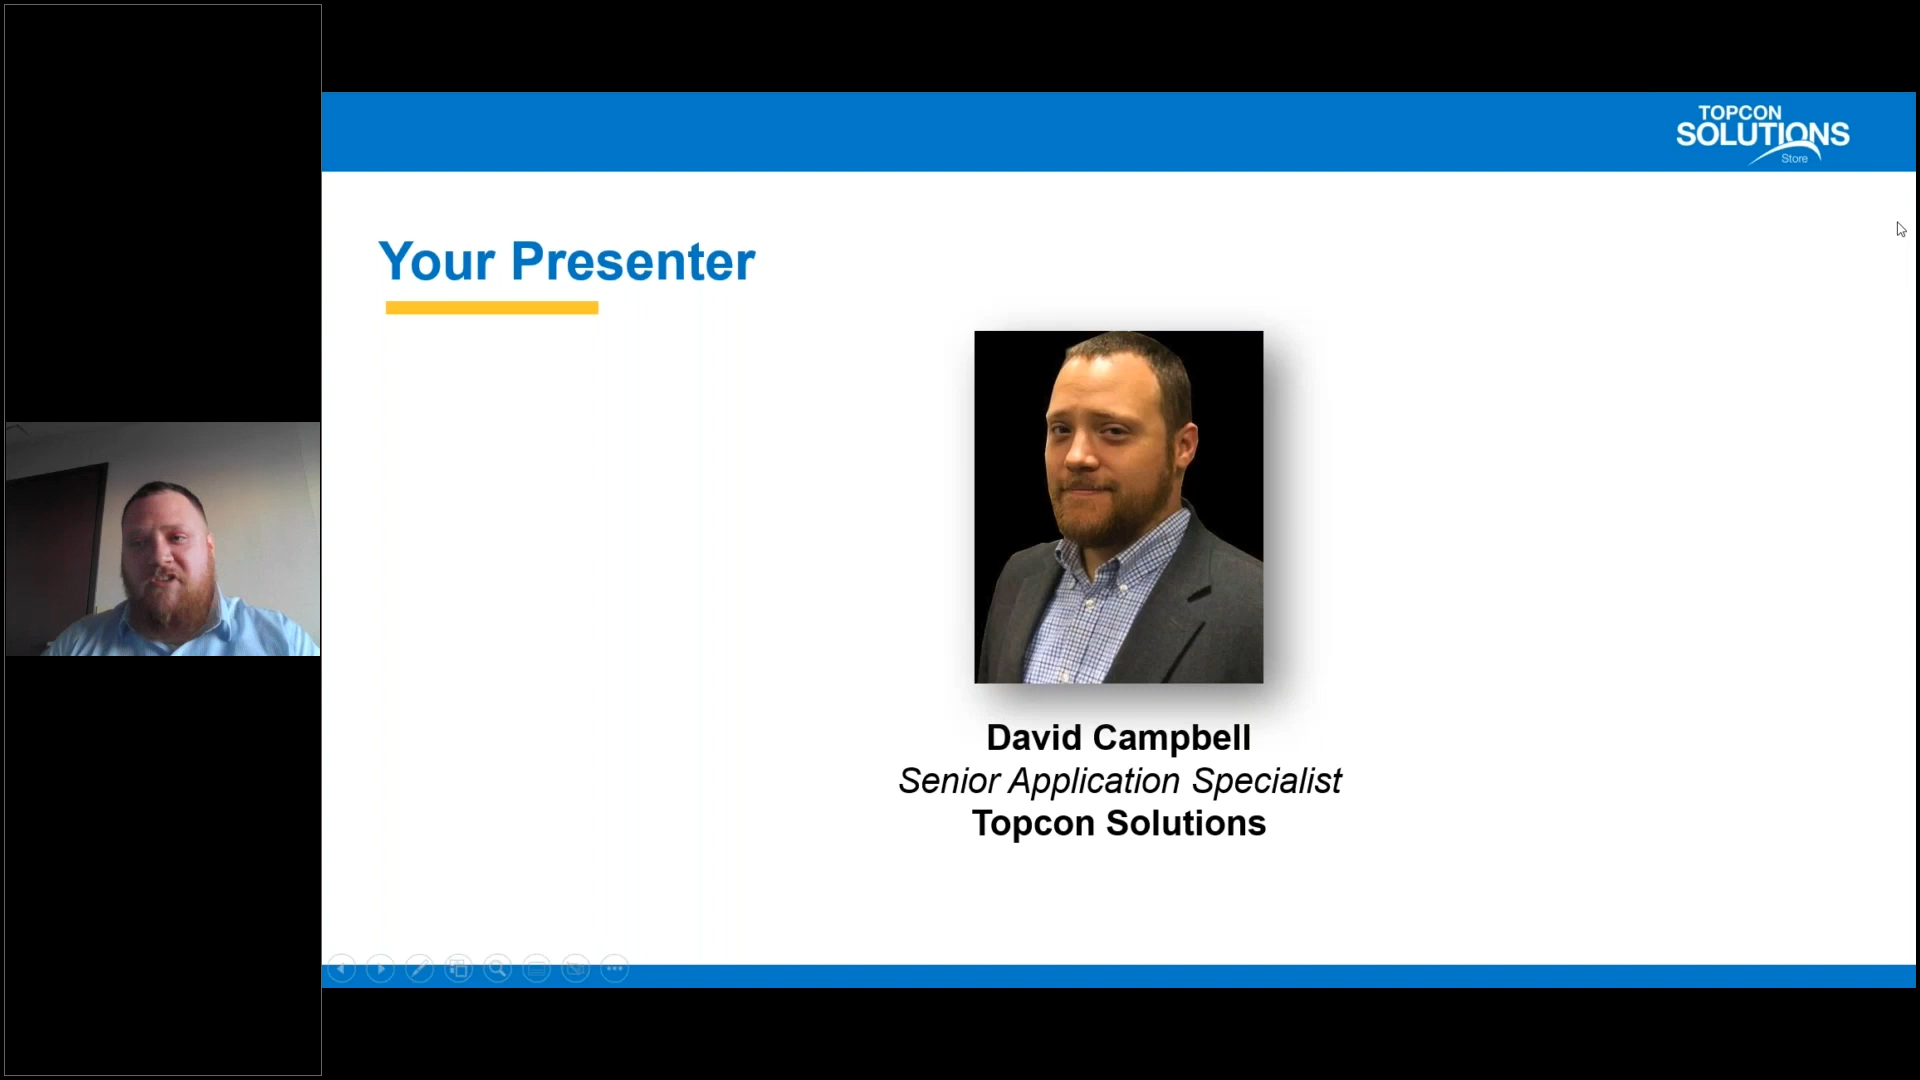 TOPCON
SOLUTIONS
Store
Your Presenter
David Campbell
Senior Application Specialist
Topcon Solutions